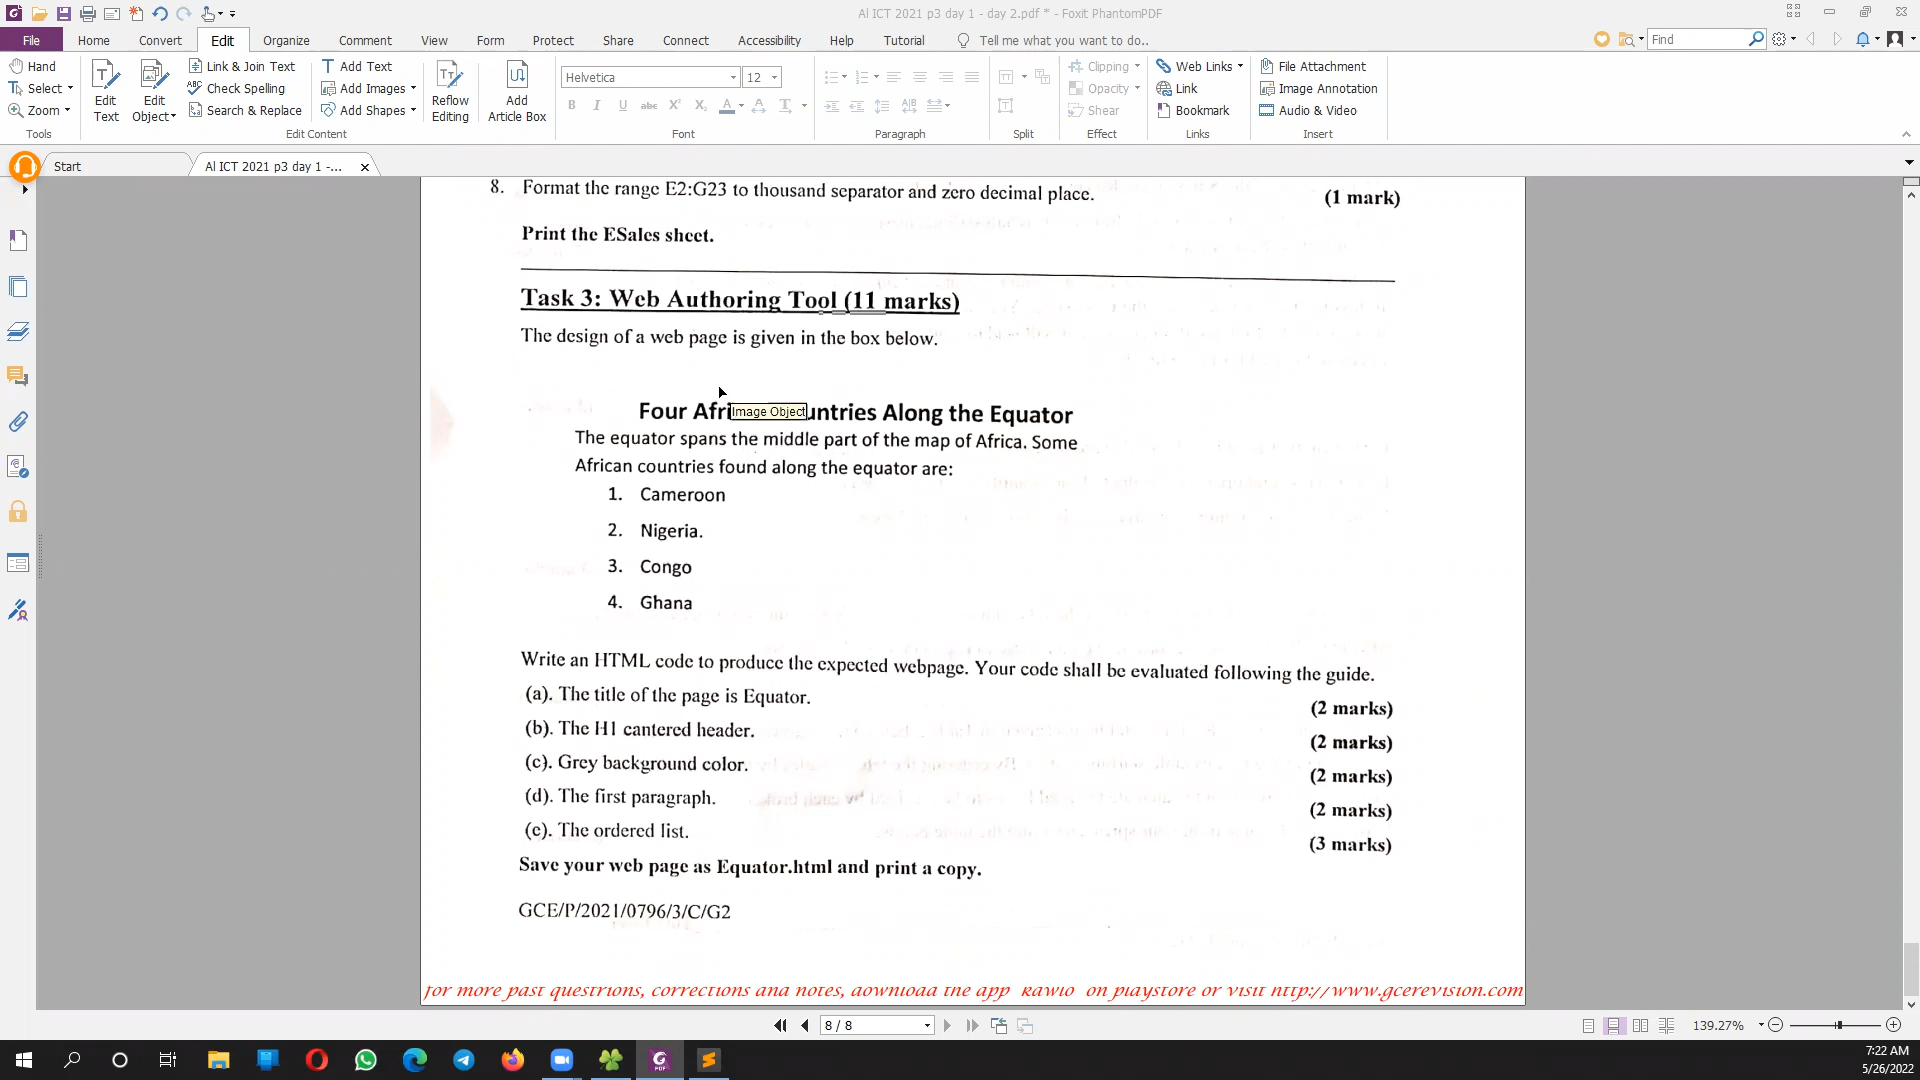 Al ICT 2021 p3 day 1 - day 2.pdf * - Foxit PhantomPDF
File Home Convert Edit Organize Comment View Form Protect Share Connect Accessibility Help Tutorial Tell me what you want to do.. Find
Hand
Select
Zoom
Tools
Edit Text
Edit Object
Link & Join Text
Check Spelling
Search & Replace
Edit Content
Add Text
Add Images
Add Shapes
Reflow Editing
Add Article Box
Helvetica 12
B I U abc X² X₂ A A T
Font
Paragraph
Split
Clipping
Opacity
Shear
Effect
Web Links
Link
Bookmark
Links
File Attachment
Image Annotation
Audio & Video
Insert
Start Al ICT 2021 p3 day 1 -...
8. Format the range E2:G23 to thousand separator and zero decimal place. (1 mark)
Print the ESales sheet.
Task 3: Web Authoring Tool (11 marks)
The design of a web page is given in the box below.
Four Afri Image Object untries Along the Equator
The equator spans the middle part of the map of Africa. Some
African countries found along the equator are:
1. Cameroon
2. Nigeria.
3. Congo
4. Ghana
Write an HTML code to produce the expected webpage. Your code shall be evaluated following the guide.
(a). The title of the page is Equator. (2 marks)
(b). The H1 cantered header. (2 marks)
(c). Grey background color. (2 marks)
(d). The first paragraph. (2 marks)
(e). The ordered list. (3 marks)
Save your web page as Equator.html and print a copy.
GCE/P/2021/0796/3/C/G2
for more past questions, corrections and notes, download the app on playstore or visit http://www.gcerevision.com
8 / 8
139.27%
7:22 AM
5/26/2022